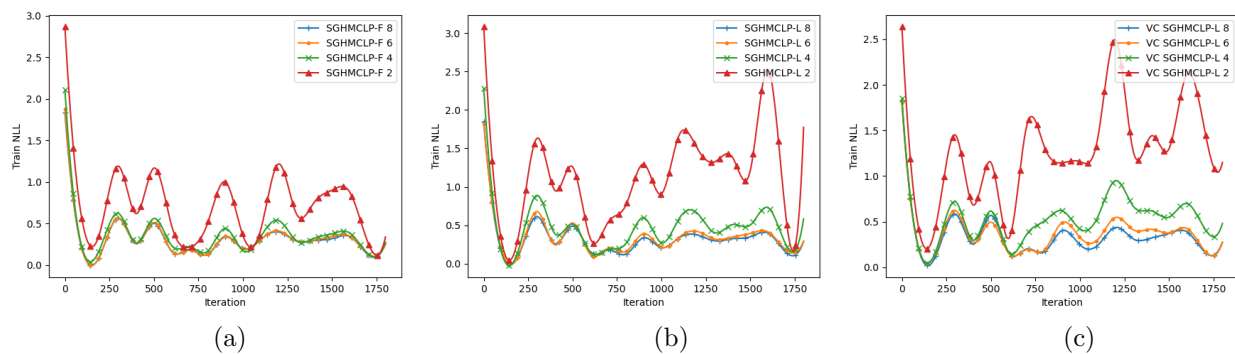 3.0
2.5
2.0
1.5
1.0
0.5
0.0
Train NLL
0 250 500 750 1000 1250 1500 1750
Iteration
SGHMCLP-F 8
SGHMCLP-F 6
SGHMCLP-F 4
SGHMCLP-F 2
(a)
3.0
2.5
2.0
1.5
1.0
0.5
0.0
Train NLL
0 250 500 750 1000 1250 1500 1750
Iteration
SGHMCLP-L 8
SGHMCLP-L 6
SGHMCLP-L 4
SGHMCLP-L 2
(b)
2.5
2.0
1.5
1.0
0.5
0.0
Train NLL
0 250 500 750 1000 1250 1500 1750
Iteration
VC SGHMCLP-L 8
VC SGHMCLP-L 6
VC SGHMCLP-L 4
VC SGHMCLP-L 2
(c)